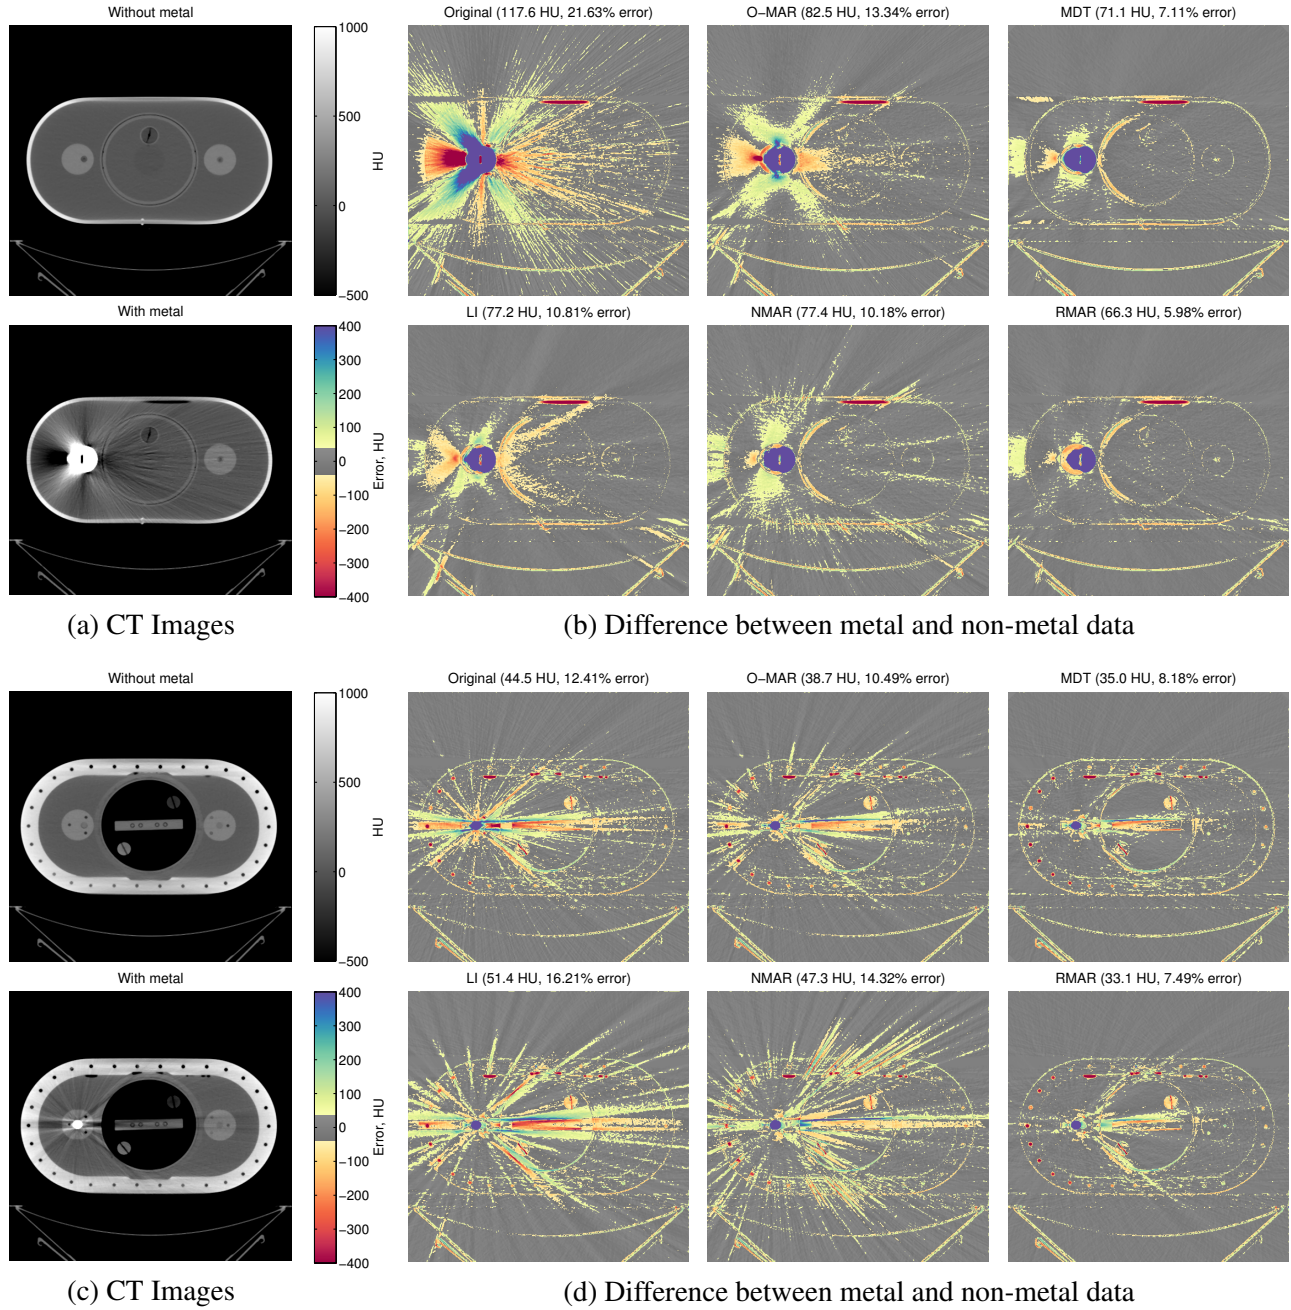 Without metal
Original (117.6 HU, 21.63% error)
O-MAR (82.5 HU, 13.34% error)
MDT (71.1 HU, 7.11% error)
1000
500
0
−500
HU
With metal
LI (77.2 HU, 10.81% error)
NMAR (77.4 HU, 10.18% error)
RMAR (66.3 HU, 5.98% error)
400
300
200
100
0
−100
−200
−300
−400
Error, HU
(a) CT Images
(b) Difference between metal and non-metal data
Without metal
Original (44.5 HU, 12.41% error)
O−MAR (38.7 HU, 10.49% error)
MDT (35.0 HU, 8.18% error)
1000
500
0
−500
HU
With metal
LI (51.4 HU, 16.21% error)
NMAR (47.3 HU, 14.32% error)
RMAR (33.1 HU, 7.49% error)
400
300
200
100
0
−100
−200
−300
−400
Error, HU
(c) CT Images
(d) Difference between metal and non-metal data